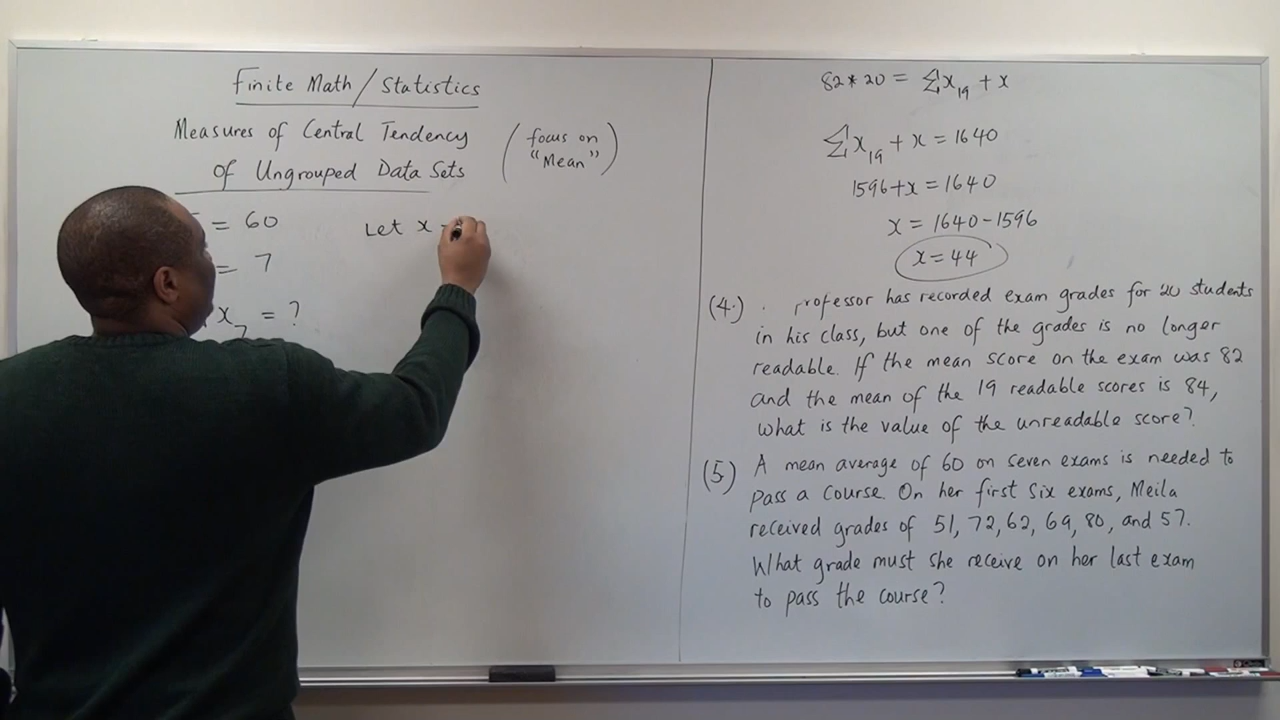 Finite Math / Statistics
Measures of Central Tendency
of Ungrouped Data Sets
(focus on
"Mean")
= 60
= 7
x₇ = ?
Let x
82 * 20 = ∑x₁₉ + x
∑x₁₉ + x = 1640
1596 + x = 1640
x = 1640 - 1596
x = 44
(4.) Professor has recorded exam grades for 20 students
in his class, but one of the grades is no longer
readable. If the mean score on the exam was 82
and the mean of the 19 readable scores is 84,
what is the value of the unreadable score?
(5) A mean average of 60 on seven exams is needed to
pass a course. On her first six exams, Meila
received grades of 51, 72, 62, 69, 80, and 57.
What grade must she receive on her last exam
to pass the course?